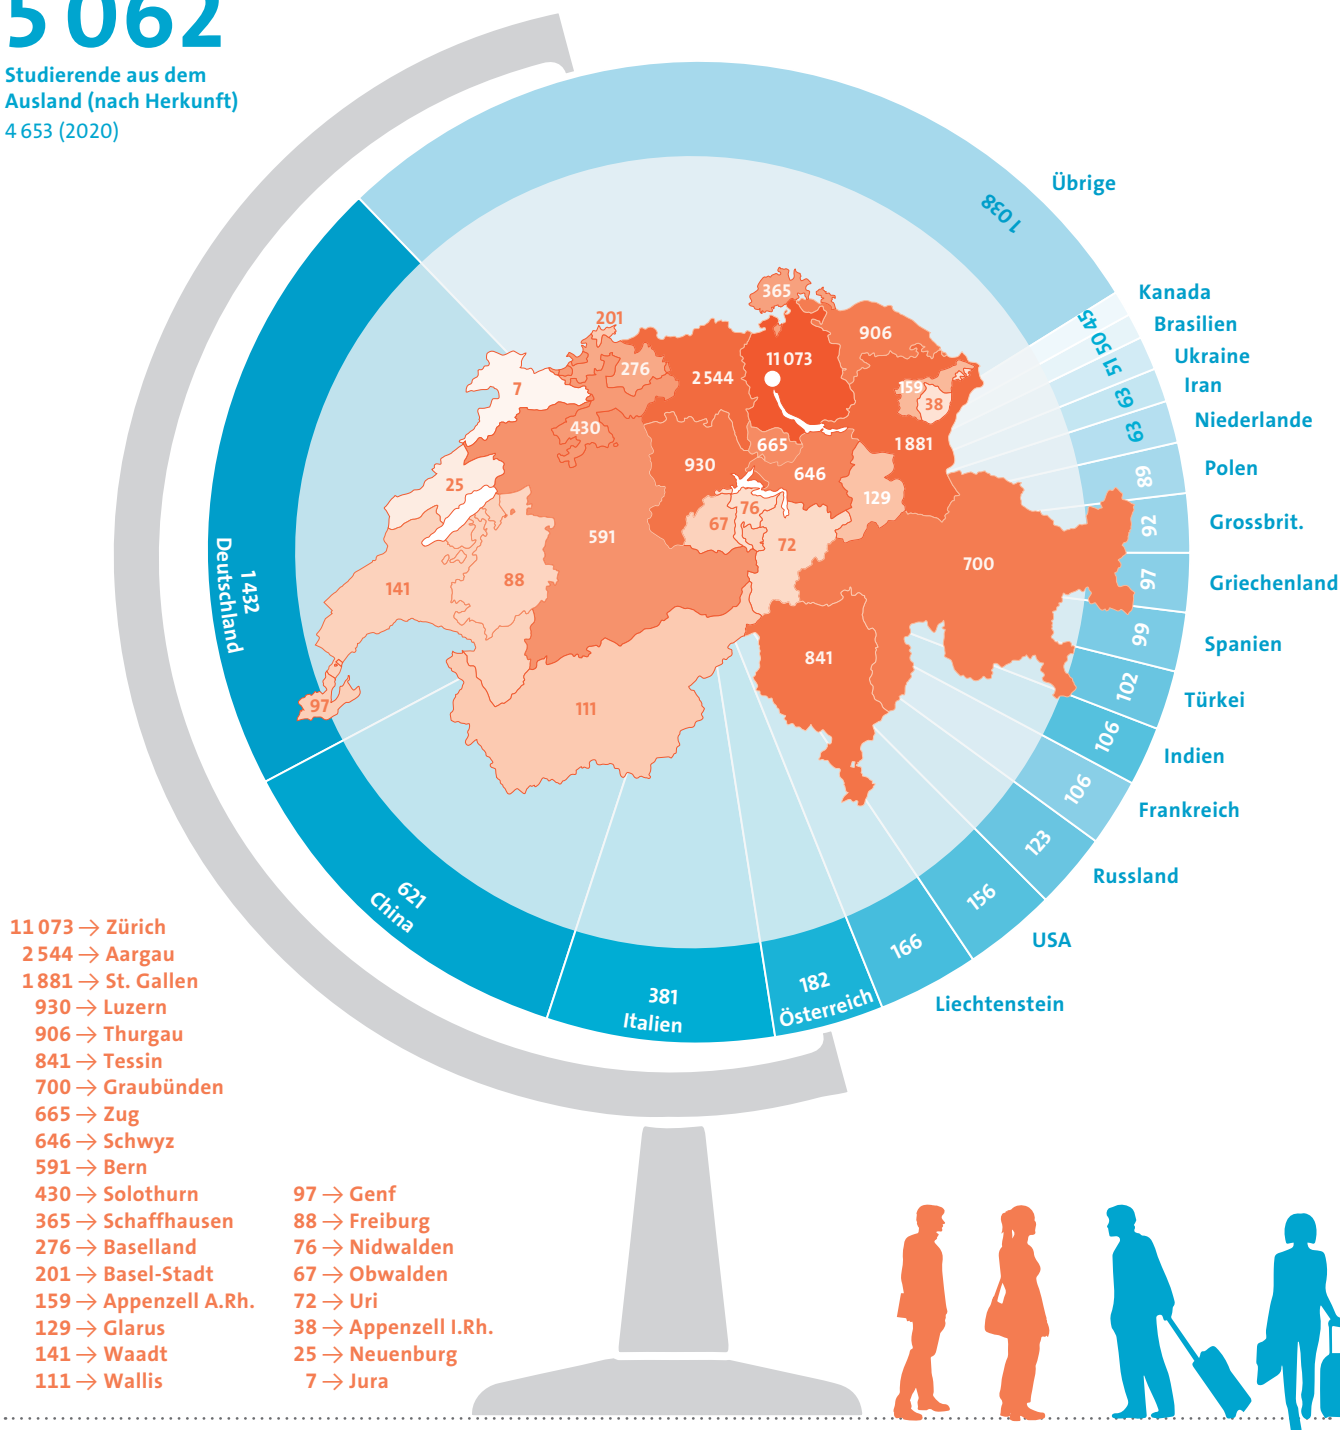 5 062
Studierende aus dem
Ausland (nach Herkunft)
4 653 (2020)
Übrige
1 038
Kanada
45
Brasilien
50
Ukraine
51
Iran
63
Niederlande
63
Polen
89
Grossbrit.
92
Griechenland
97
Spanien
99
Türkei
102
Indien
106
Frankreich
106
Russland
123
USA
156
Liechtenstein
166
182
Österreich
381
Italien
621
China
1 432
Deutschland
365
201
906
11 073
276
2 544
7
159
38
430
665
1 881
930
646
25
129
76
67
591
72
700
88
141
841
97
111
11 073 → Zürich
2 544 → Aargau
1 881 → St. Gallen
930 → Luzern
906 → Thurgau
841 → Tessin
700 → Graubünden
665 → Zug
646 → Schwyz
591 → Bern
430 → Solothurn
365 → Schaffhausen
276 → Baselland
201 → Basel-Stadt
159 → Appenzell A.Rh.
129 → Glarus
141 → Waadt
111 → Wallis
97 → Genf
88 → Freiburg
76 → Nidwalden
67 → Obwalden
72 → Uri
38 → Appenzell I.Rh.
25 → Neuenburg
7 → Jura